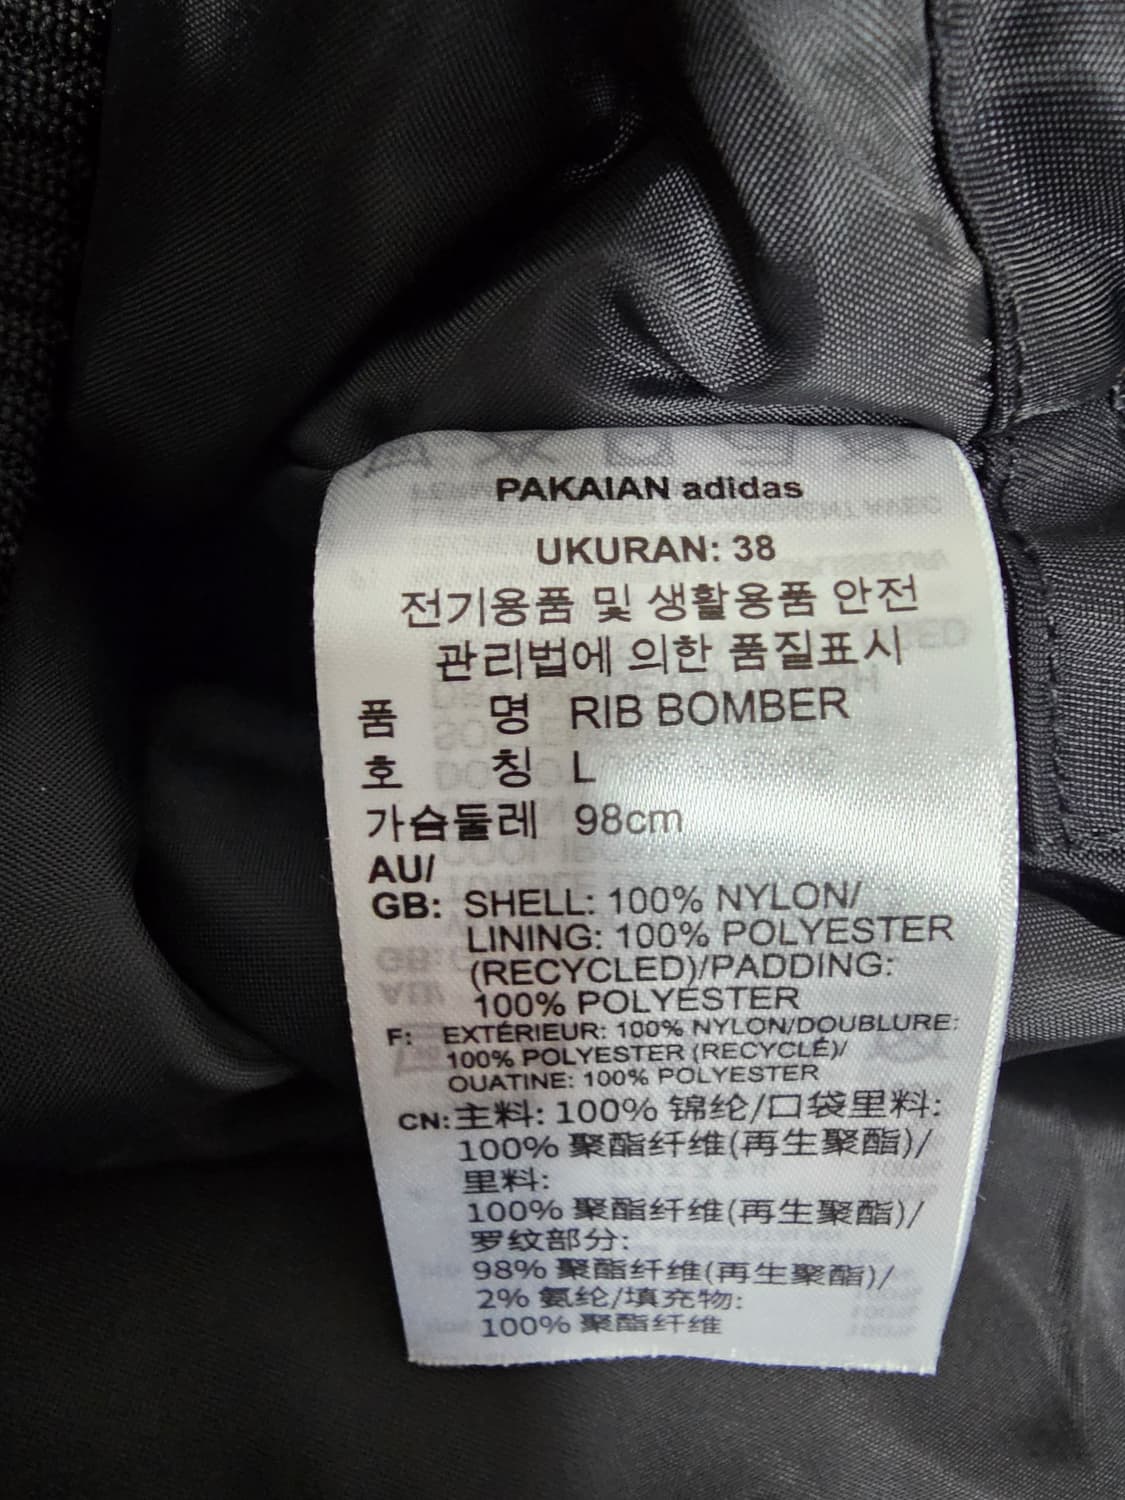 PAKAIAN adidas
UKURAN: 38
전기용품 및 생활용품 안전
관리법에 의한 품질표시
품 명 RIB BOMBER
호 칭 L
가슴둘레 98cm
AU/
GB: SHELL: 100% NYLON/
LINING: 100% POLYESTER
(RECYCLED)/PADDING:
100% POLYESTER
F: EXTÉRIEUR: 100% NYLON/DOUBLURE:
100% POLYESTER (RECYCLÉ)/
OUATINE: 100% POLYESTER
CN: 主料: 100% 锦纶/口袋里料:
100% 聚酯纤维(再生聚酯)/
里料:
100% 聚酯纤维(再生聚酯)/
罗纹部分:
98% 聚酯纤维(再生聚酯)/
2% 氨纶/填充物:
100% 聚酯纤维